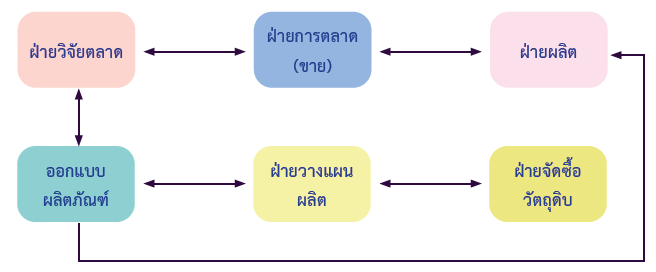 ฝ่ายวิจัยตลาด
ฝ่ายการตลาด
(ขาย)
ฝ่ายผลิต
ออกแบบ
ผลิตภัณฑ์
ฝ่ายวางแผน
ผลิต
ฝ่ายจัดซื้อ
วัตถุดิบ